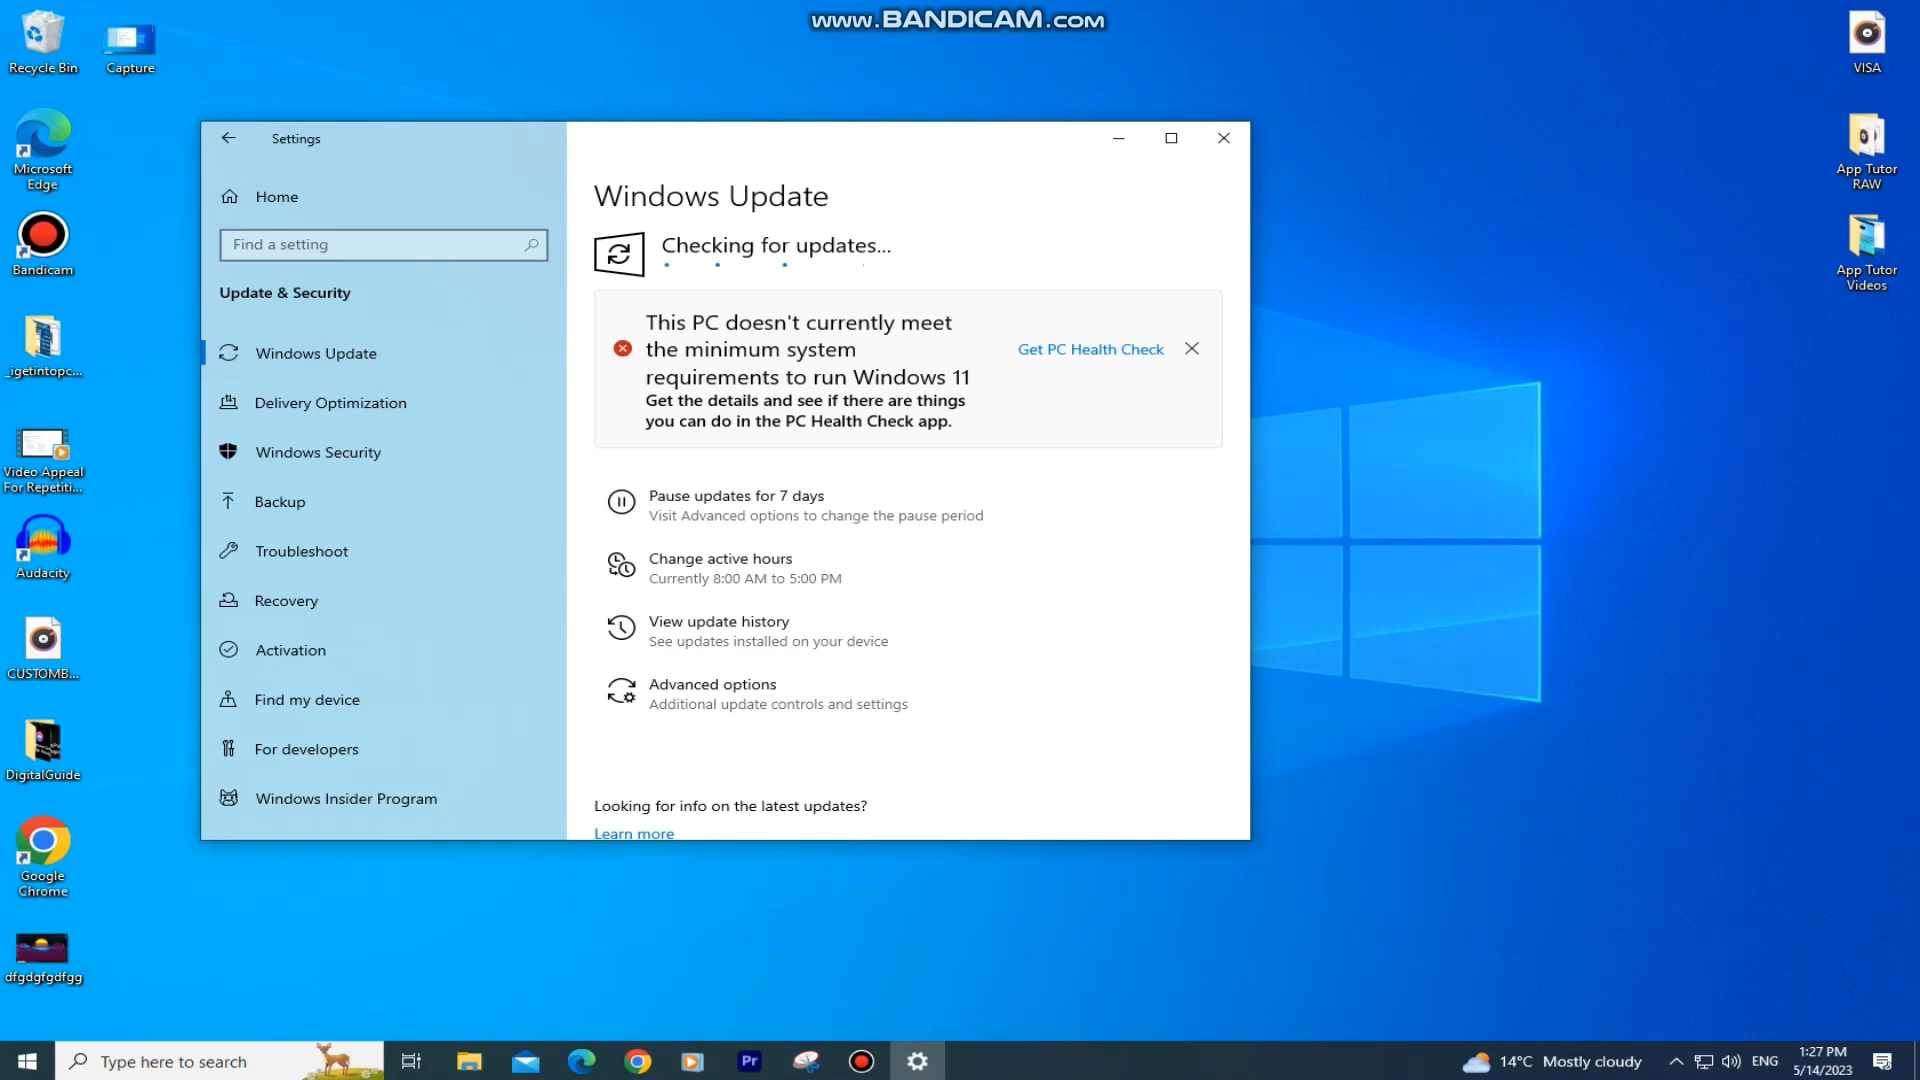 www.BANDICAM.com
Recycle Bin
Capture
Microsoft
Edge
Bandicam
_igetintopc...
Video Appeal
For Repetiti...
Audacity
CUSTOMB...
DigitalGuide
Google
Chrome
dfgdgfgdfgg
VISA
App Tutor
RAW
App Tutor
Videos
Settings
Home
Find a setting
Update & Security
Windows Update
Delivery Optimization
Windows Security
Backup
Troubleshoot
Recovery
Activation
Find my device
For developers
Windows Insider Program
Windows Update
Checking for updates...
This PC doesn't currently meet
the minimum system
requirements to run Windows 11
Get the details and see if there are things
you can do in the PC Health Check app.
Get PC Health Check
Pause updates for 7 days
Visit Advanced options to change the pause period
Change active hours
Currently 8:00 AM to 5:00 PM
View update history
See updates installed on your device
Advanced options
Additional update controls and settings
Looking for info on the latest updates?
Learn more
Type here to search
Pr
14°C Mostly cloudy
ENG
1:27 PM
5/14/2023